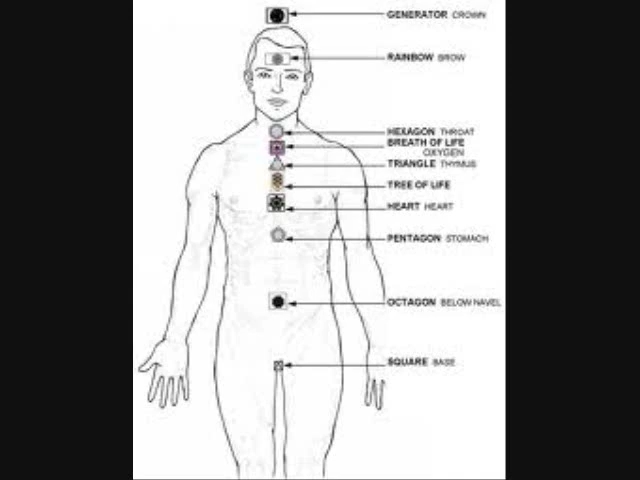 GENERATOR CROWN
RAINBOW BROW
HEXAGON THROAT
BREATH OF LIFE
OXYGEN
TRIANGLE THYMUS
TREE OF LIFE
HEART HEART
PENTAGON STOMACH
OCTAGON BELOW NAVEL
SQUARE BASE